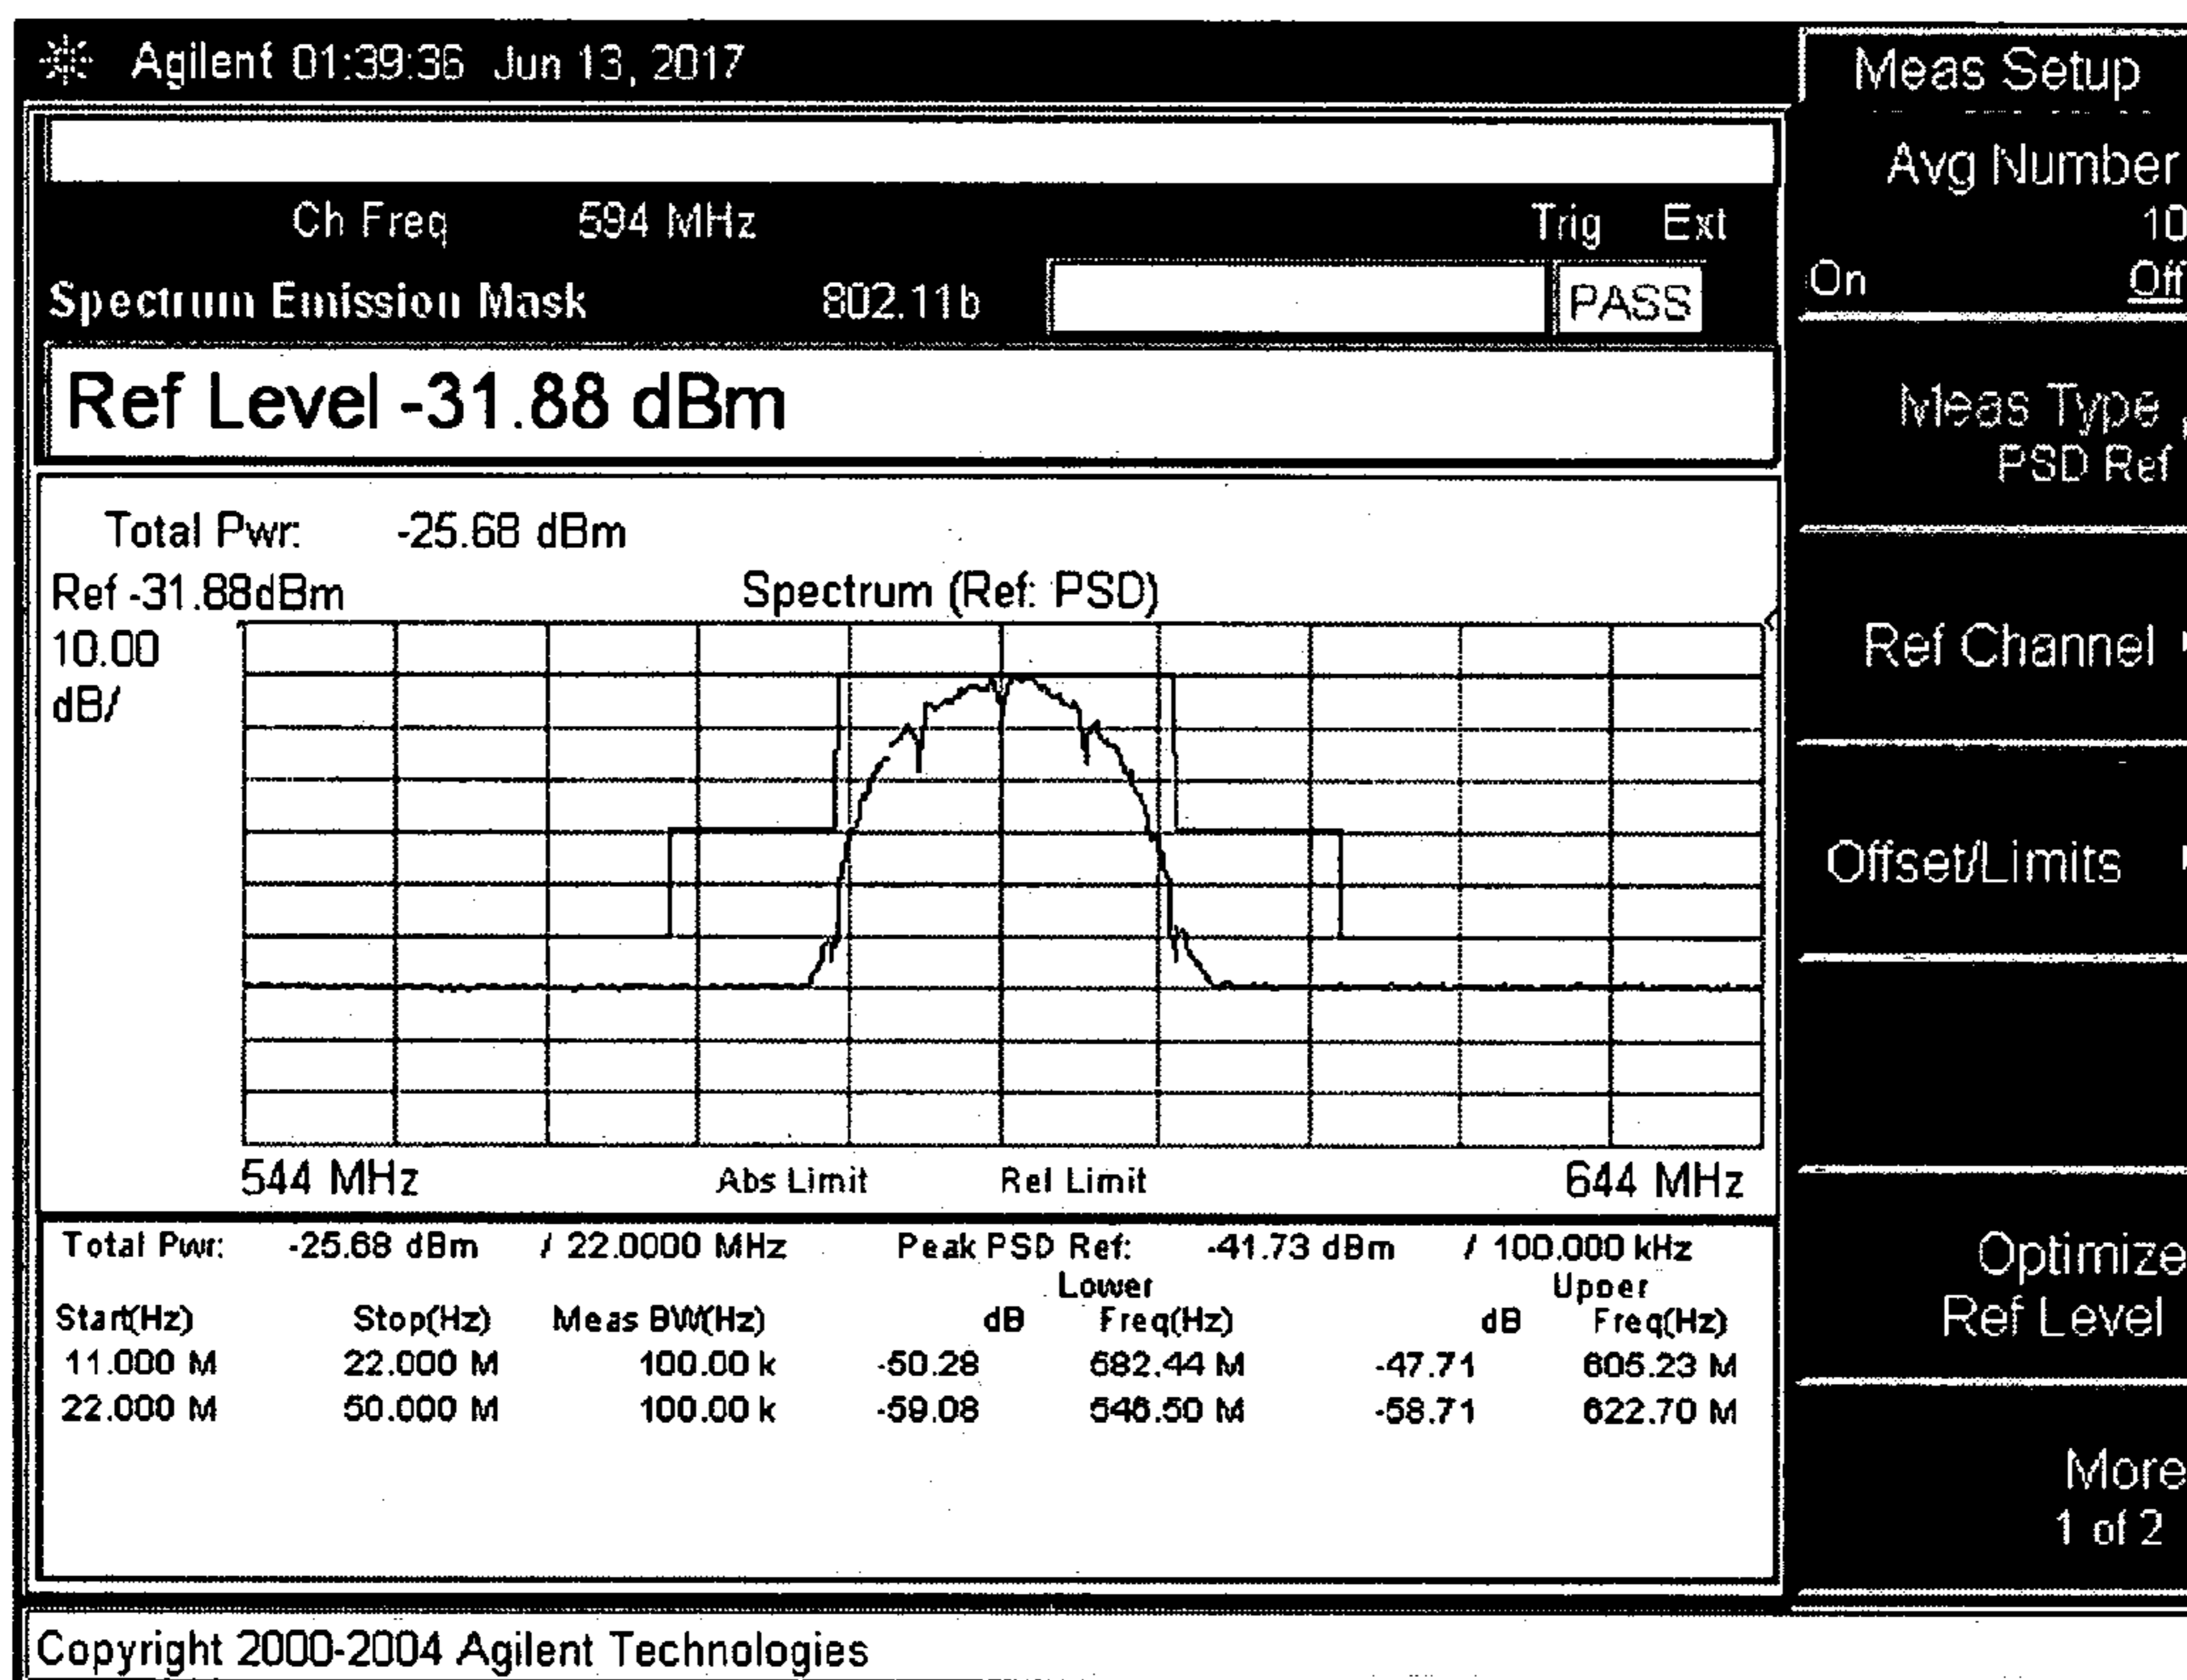 Agilent 01:39:36 Jun 13, 2017
Meas Setup
Ch Freq 594 MHz Trig Ext
Spectrum Emission Mask 802.11b PASS
Ref Level -31.88 dBm
Total Pwr: -25.68 dBm
Ref -31.88dBm Spectrum (Ref: PSD)
10.00
dB/
544 MHz Abs Limit Rel Limit 644 MHz
Total Pwr: -25.68 dBm / 22.0000 MHz Peak PSD Ref: -41.73 dBm / 100.000 kHz
Lower Upper
Start(Hz) Stop(Hz) Meas BW(Hz) dB Freq(Hz) dB Freq(Hz)
11.000 M 22.000 M 100.00 k -50.28 582.44 M -47.71 605.23 M
22.000 M 50.000 M 100.00 k -59.08 546.50 M -58.71 622.70 M
Avg Number
10
On Off
Meas Type
PSD Ref
Ref Channel
Offset/Limits
Optimize
Ref Level
More
1 of 2
Copyright 2000-2004 Agilent Technologies